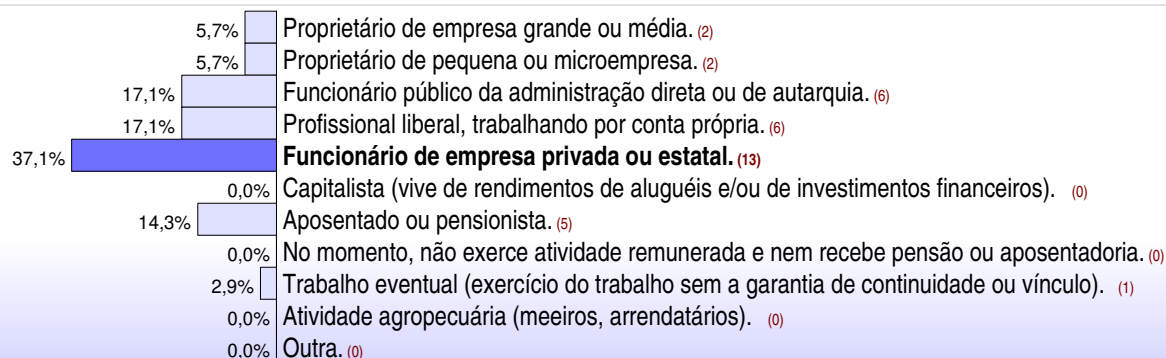 5,7% Proprietário de empresa grande ou média. (2)
5,7% Proprietário de pequena ou microempresa. (2)
17,1% Funcionário público da administração direta ou de autarquia. (6)
17,1% Profissional liberal, trabalhando por conta própria. (6)
37,1% Funcionário de empresa privada ou estatal. (13)
0,0% Capitalista (vive de rendimentos de aluguéis e/ou de investimentos financeiros). (0)
14,3% Aposentado ou pensionista. (5)
0,0% No momento, não exerce atividade remunerada e nem recebe pensão ou aposentadoria. (0)
2,9% Trabalho eventual (exercício do trabalho sem a garantia de continuidade ou vínculo). (1)
0,0% Atividade agropecuária (meeiros, arrendatários). (0)
0,0% Outra. (0)